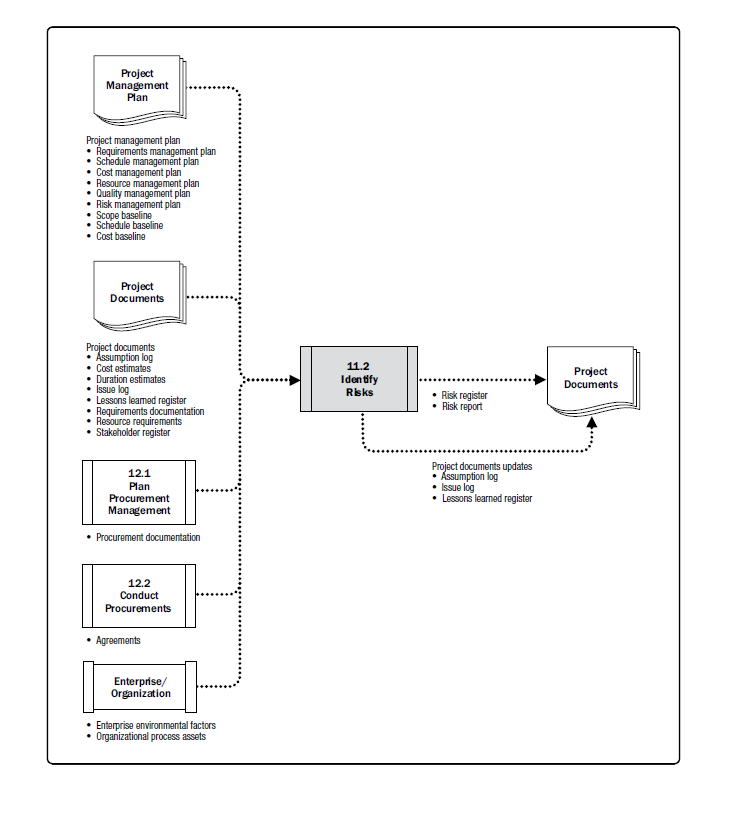 Project
Management
Plan
Project management plan
• Requirements management plan
• Schedule management plan
• Cost management plan
• Resource management plan
• Quality management plan
• Risk management plan
• Scope baseline
• Schedule baseline
• Cost baseline
Project
Documents
Project documents
• Assumption log
• Cost estimates
• Duration estimates
• Issue log
• Lessons learned register
• Requirements documentation
• Resource requirements
• Stakeholder register
12.1
Plan
Procurement
Management
• Procurement documentation
12.2
Conduct
Procurements
• Agreements
Enterprise/
Organization
• Enterprise environmental factors
• Organizational process assets
11.2
Identify
Risks
• Risk register
• Risk report
Project
Documents
Project documents updates
• Assumption log
• Issue log
• Lessons learned register